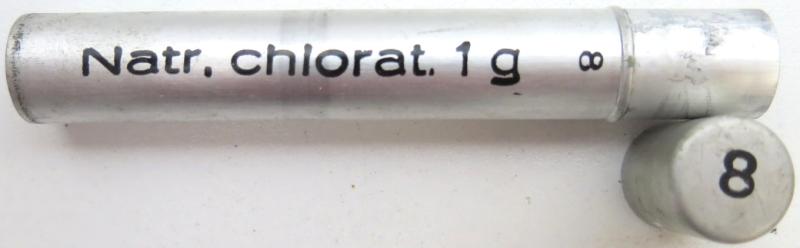 Natr. chlorat. 1 g 8
8